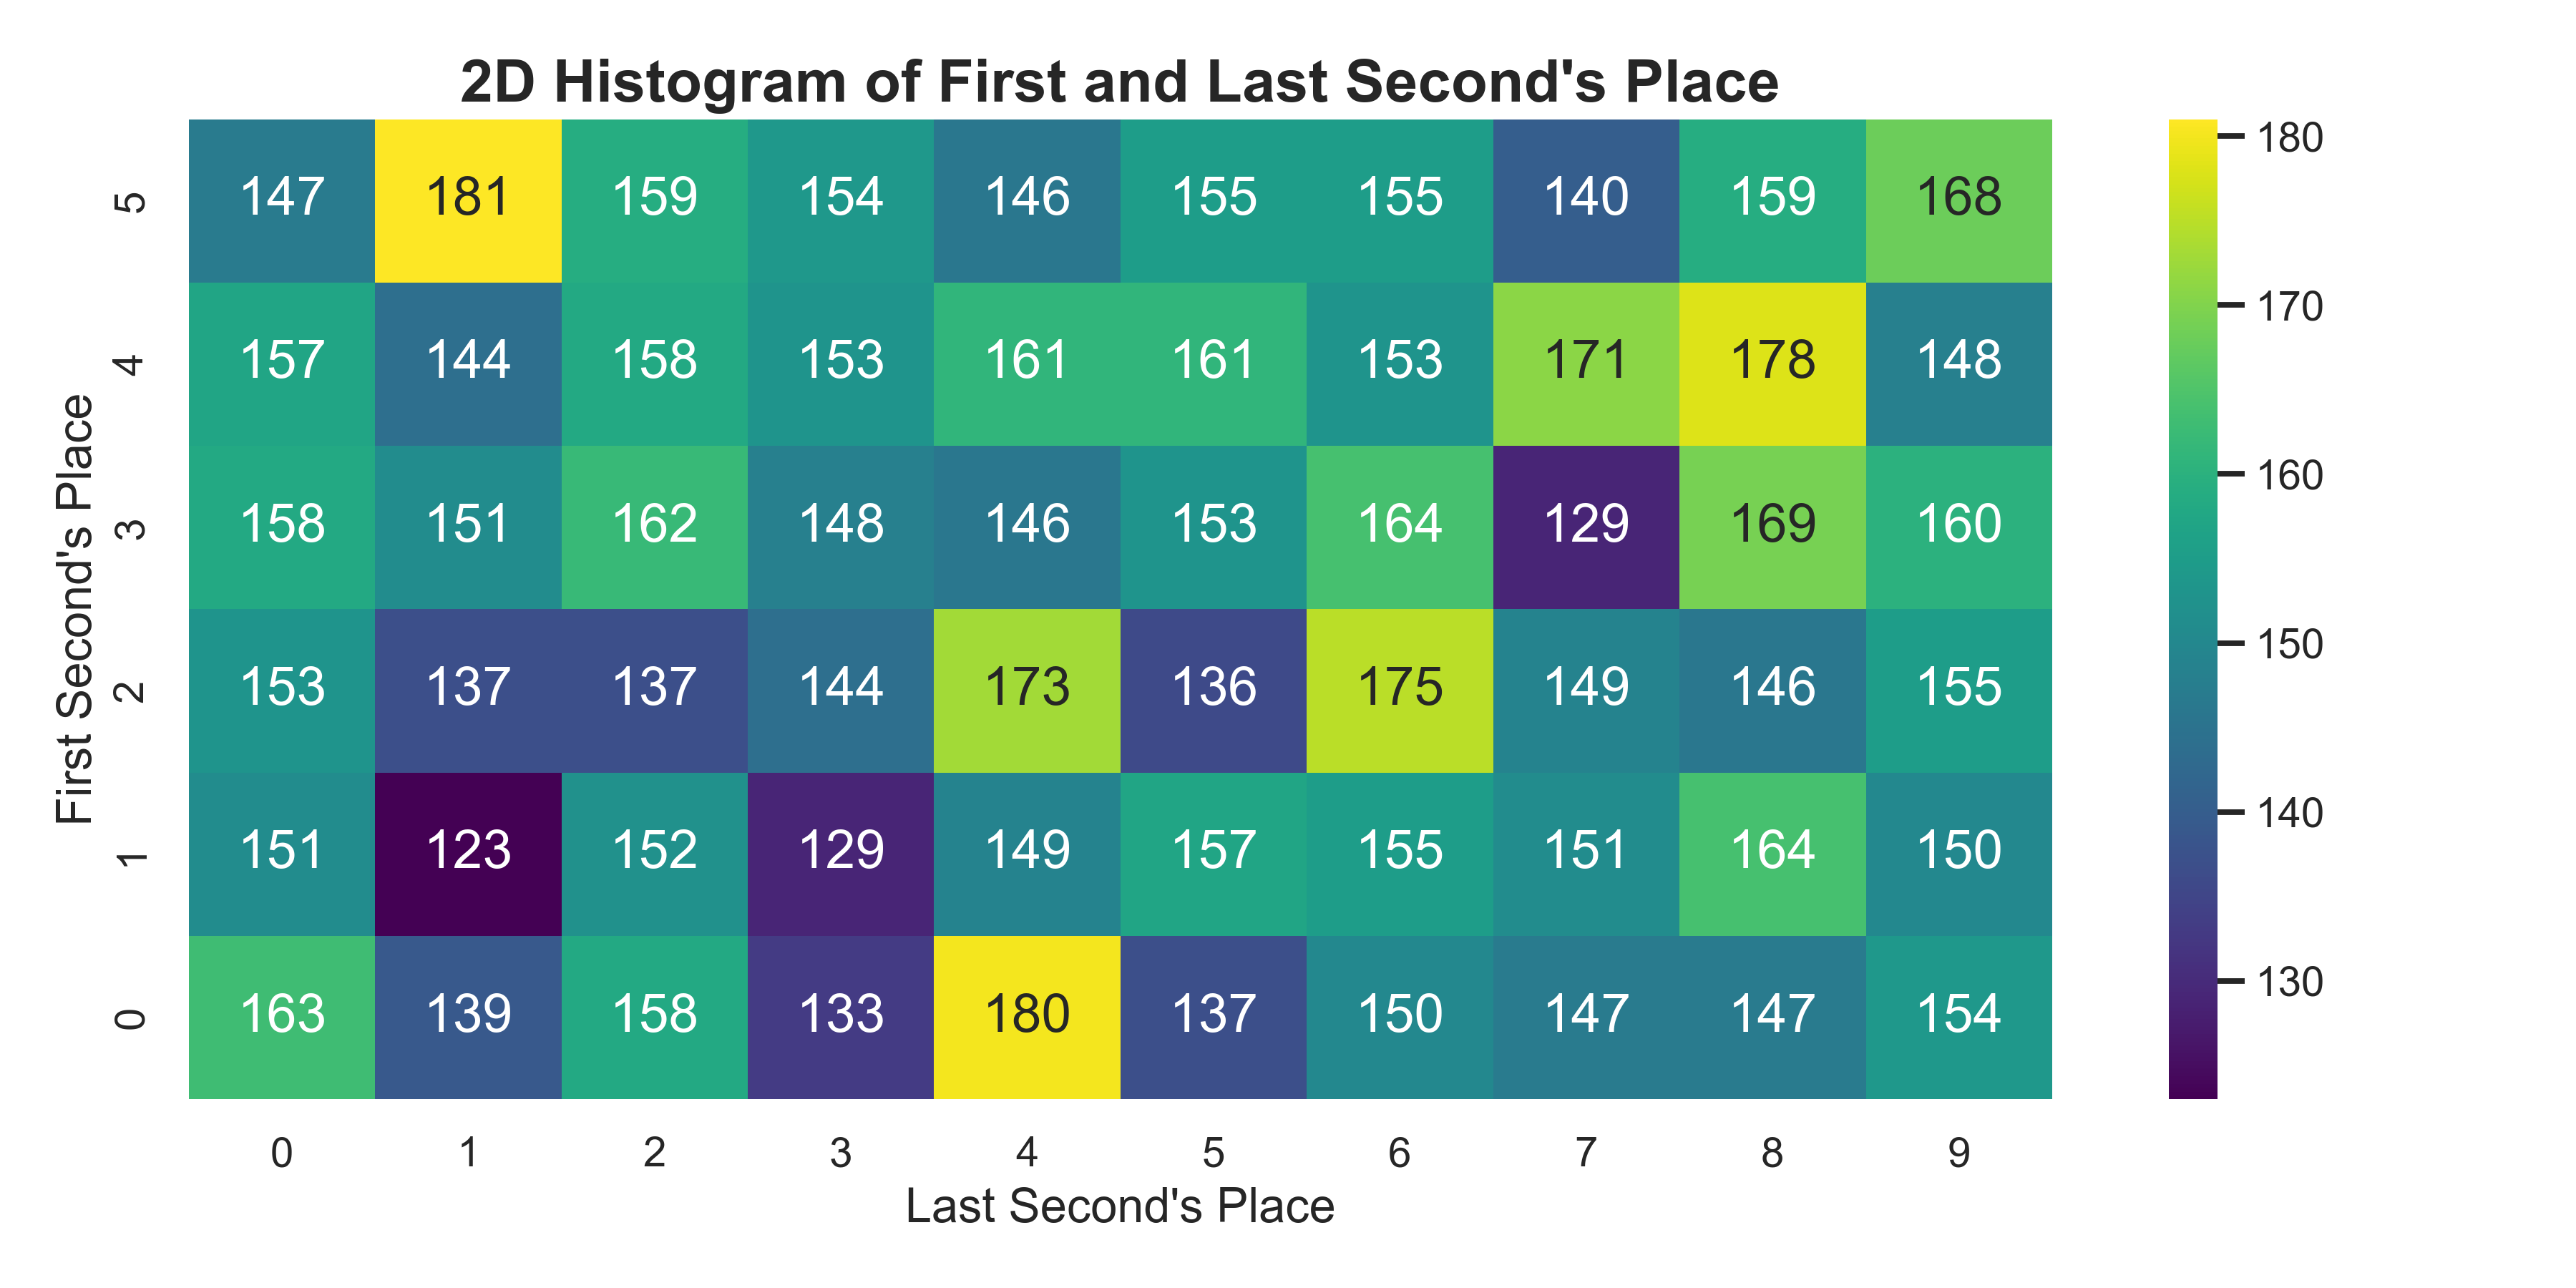 2D Histogram of First and Last Second's Place
First Second's Place
5 147 181 159 154 146 155 155 140 159 168
4 157 144 158 153 161 161 153 171 178 148
3 158 151 162 148 146 153 164 129 169 160
2 153 137 137 144 173 136 175 149 146 155
1 151 123 152 129 149 157 155 151 164 150
0 163 139 158 133 180 137 150 147 147 154
0 1 2 3 4 5 6 7 8 9
Last Second's Place
180
170
160
150
140
130